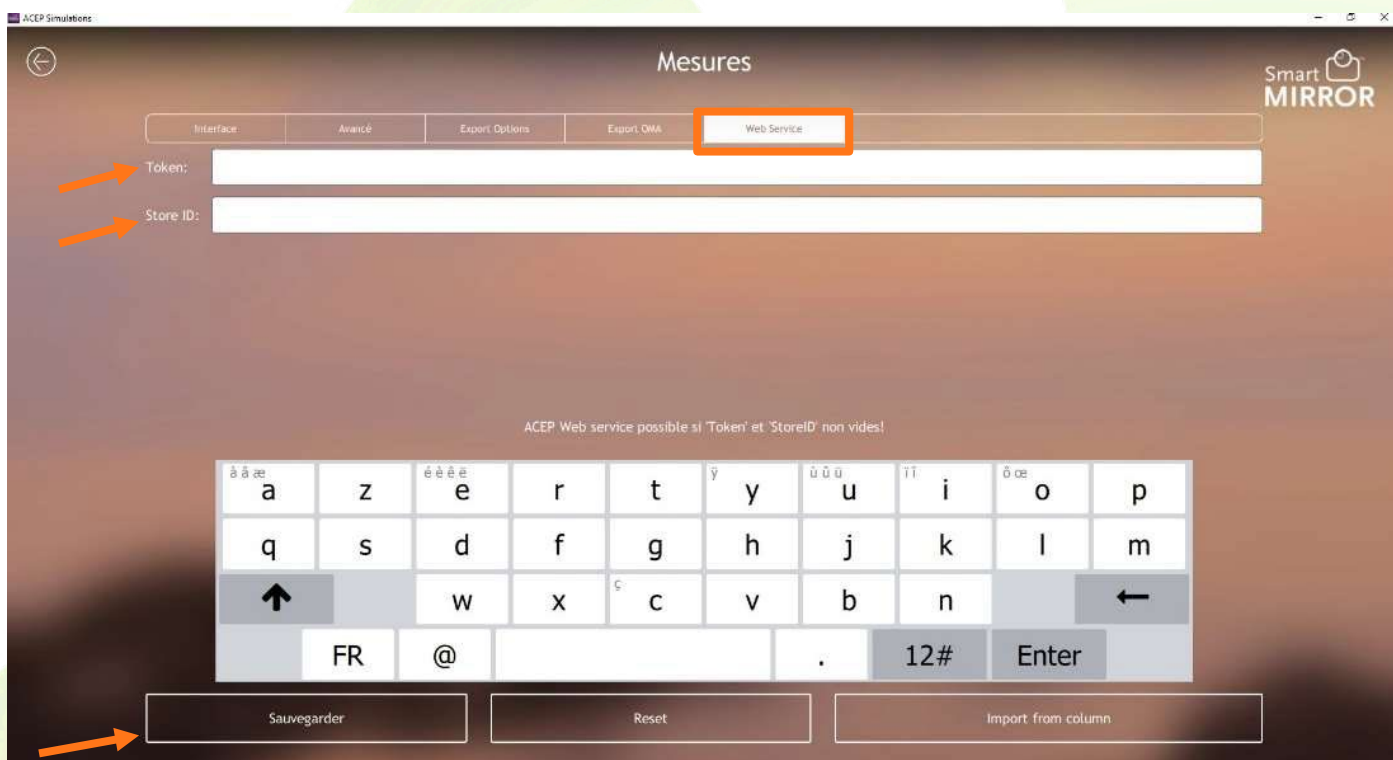 ACEP Simulations
Mesures
Smart
MIRROR
Interface Avancé Export Options Export OMA Web Service
Token:
Store ID:
ACEP Web service possible si 'Token' et 'StoreID' non vides!
à â æ é è ê ë ÿ ù û ü ï î ô œ
a z e r t y u i o p
q s d f g h j k l m
ç
w x c v b n
FR @ . 12# Enter
Sauvegarder Reset Import from column